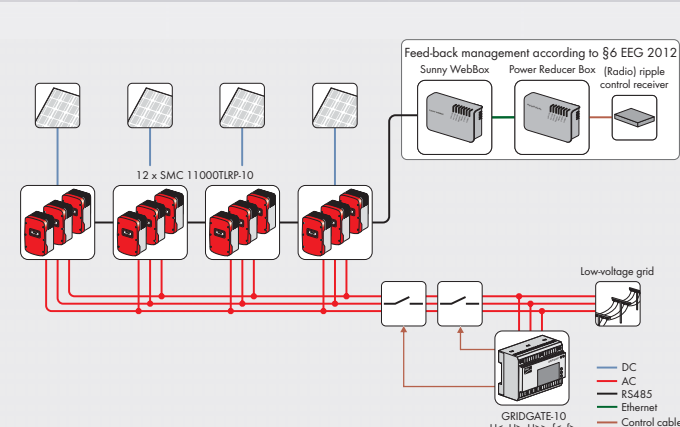 Feed-back management according to §6 EEG 2012
Sunny WebBox
Power Reducer Box
(Radio) ripple
control receiver
12 x SMC 11000TLRP-10
Low-voltage grid
GRIDGATE-10
DC
AC
RS485
Ethernet
Control cable